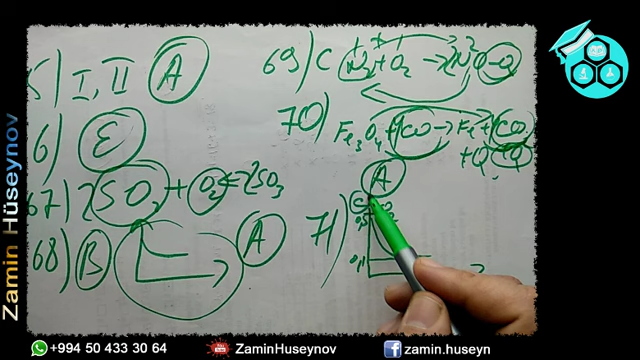 5) I, II A
6) E
67) 2SO2 + O2 ⇄ 2SO3
68) B A
69) C N2 + O2 → 2NO - Q
70) Fe3O4 + CO → Fe + CO2
+Q
A
71)
Zamin Hüseynov
+994 50 433 30 64 ZaminHuseynov @zamin.huseyn